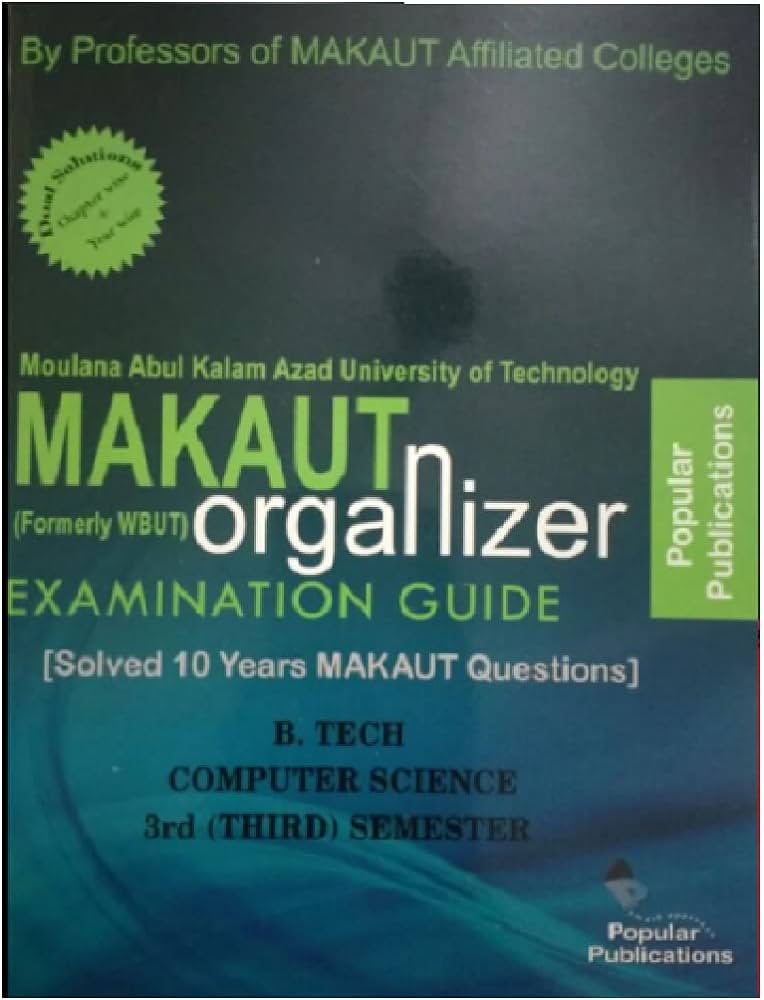 By Professors of MAKAUT Affiliated Colleges
Dual Solutions
Chapter wise
+
Year wise
Moulana Abul Kalam Azad University of Technology
MAKAUT
(Formerly WBUT) organizer
Popular
Publications
EXAMINATION GUIDE
[Solved 10 Years MAKAUT Questions]
B. TECH
COMPUTER SCIENCE
3rd (THIRD) SEMESTER
Popular
Publications